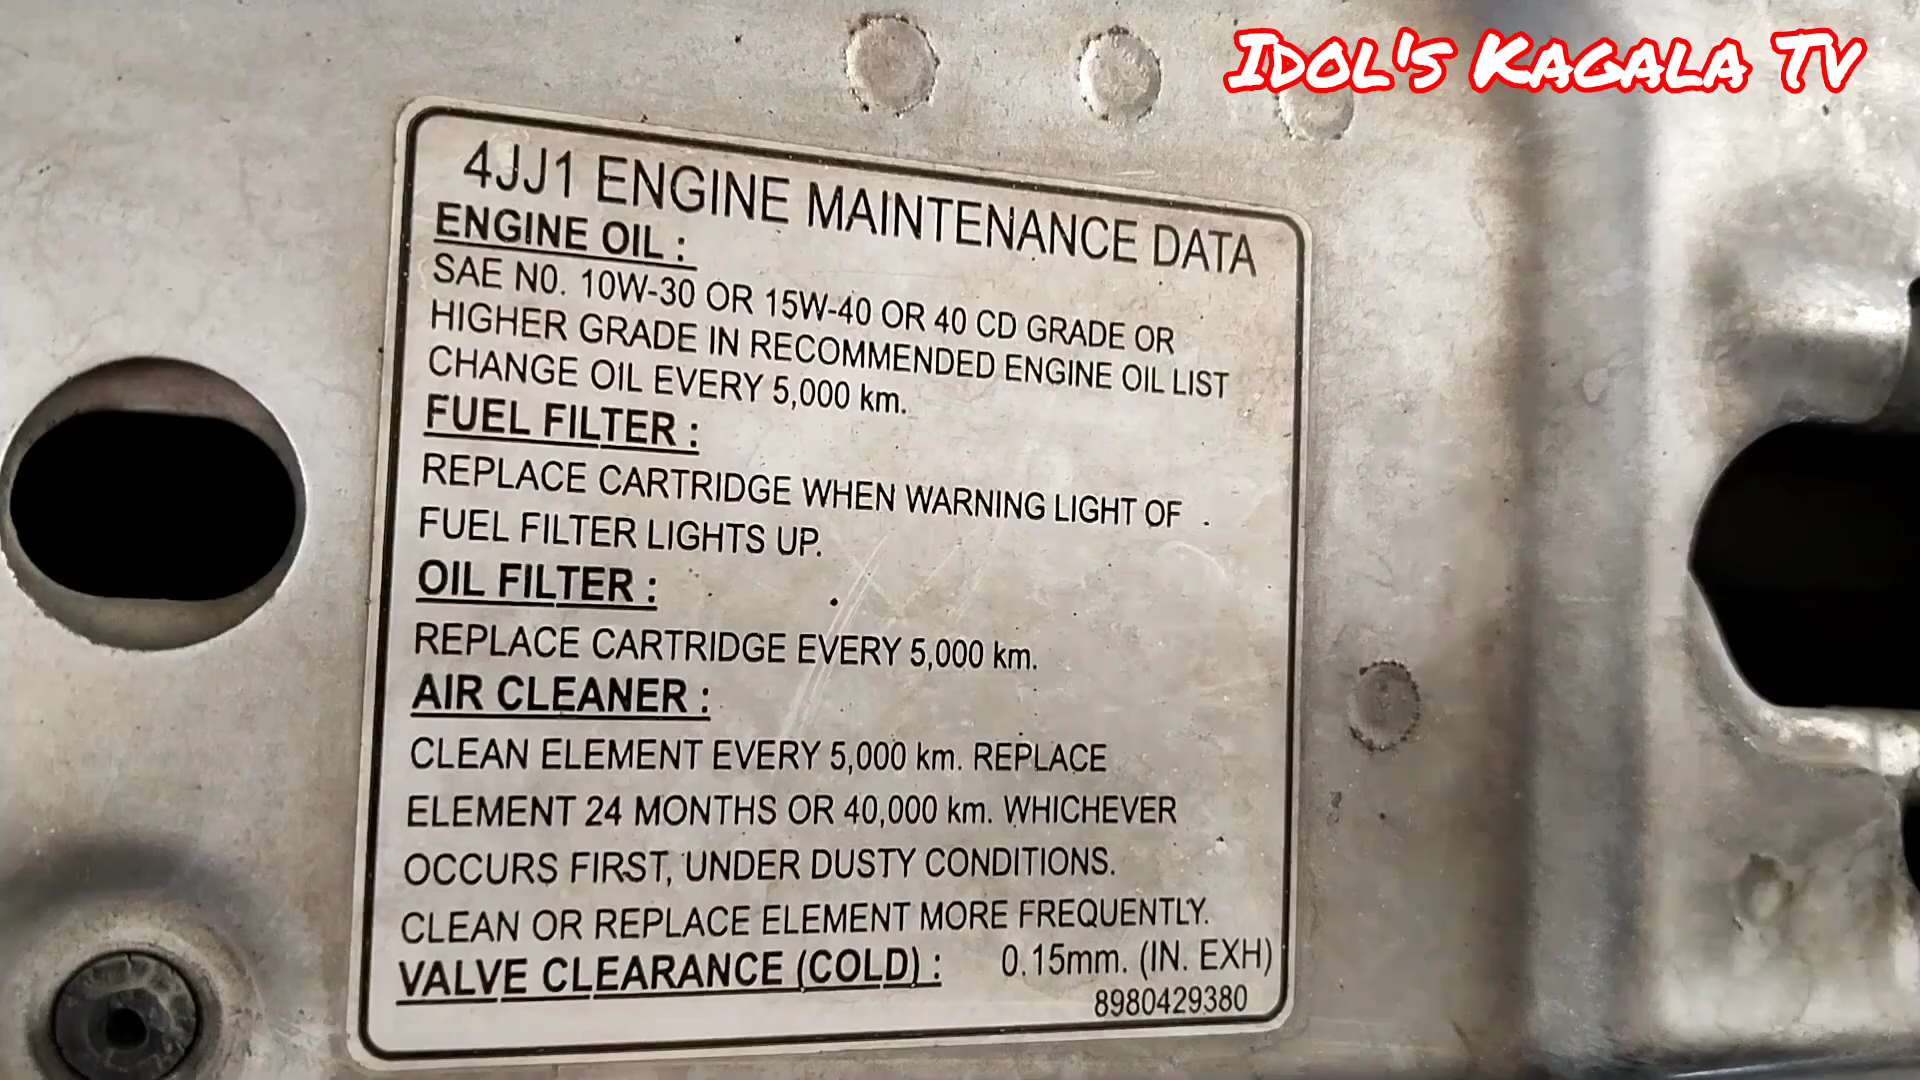 Idol's Kagala Tv
4JJ1 ENGINE MAINTENANCE DATA
ENGINE OIL :
SAE N0. 10W-30 OR 15W-40 OR 40 CD GRADE OR
HIGHER GRADE IN RECOMMENDED ENGINE OIL LIST
CHANGE OIL EVERY 5,000 km.
FUEL FILTER :
REPLACE CARTRIDGE WHEN WARNING LIGHT OF
FUEL FILTER LIGHTS UP.
OIL FILTER :
REPLACE CARTRIDGE EVERY 5,000 km.
AIR CLEANER :
CLEAN ELEMENT EVERY 5,000 km. REPLACE
ELEMENT 24 MONTHS OR 40,000 km. WHICHEVER
OCCURS FIRST, UNDER DUSTY CONDITIONS.
CLEAN OR REPLACE ELEMENT MORE FREQUENTLY.
VALVE CLEARANCE (COLD) : 0.15mm. (IN. EXH)
8980429380